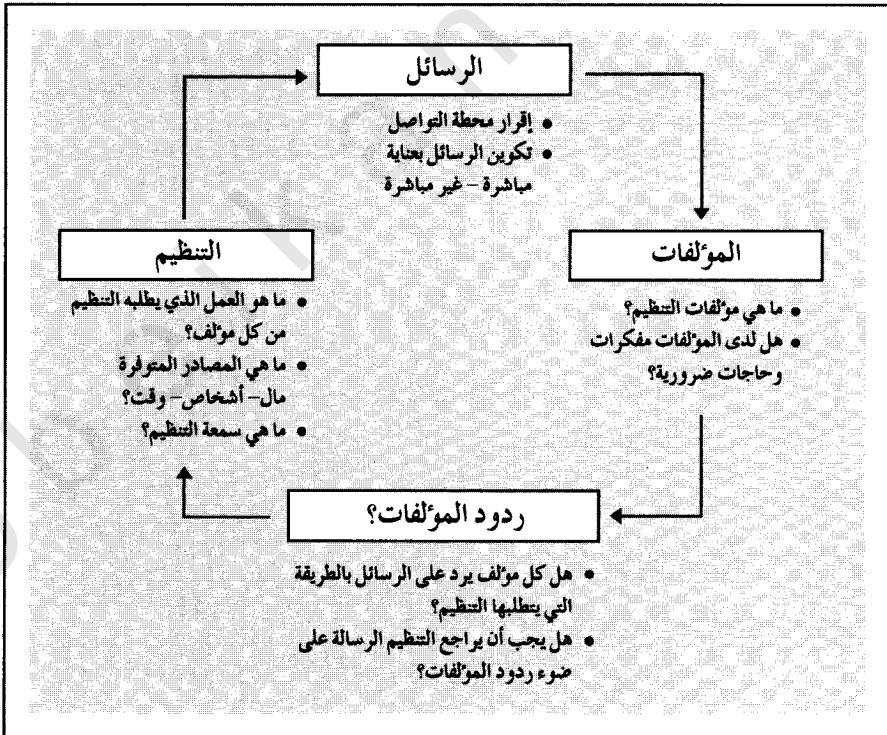 الرسائل
• إقرار محطة التواصل
• تكوين الرسائل بعناية
مباشرة – غير مباشرة
المؤلفات
• ما هي مؤلفات التنظيم؟
• هل لدى المؤلفات مفكرات
وحاجات ضرورية؟
ردود المؤلفات؟
• هل كل مؤلف يرد على الرسائل بالطريقة
التي يتطلبها التنظيم؟
• هل يجب أن يراجع التنظيم الرسالة على
ضوء ردود المؤلفات؟
التنظيم
• ما هو العمل الذي يطلبه التنظيم
من كل مؤلف؟
• ما هي المصادر المتوفرة
مال– أشخاص– وقت؟
• ما هي سمعة التنظيم؟